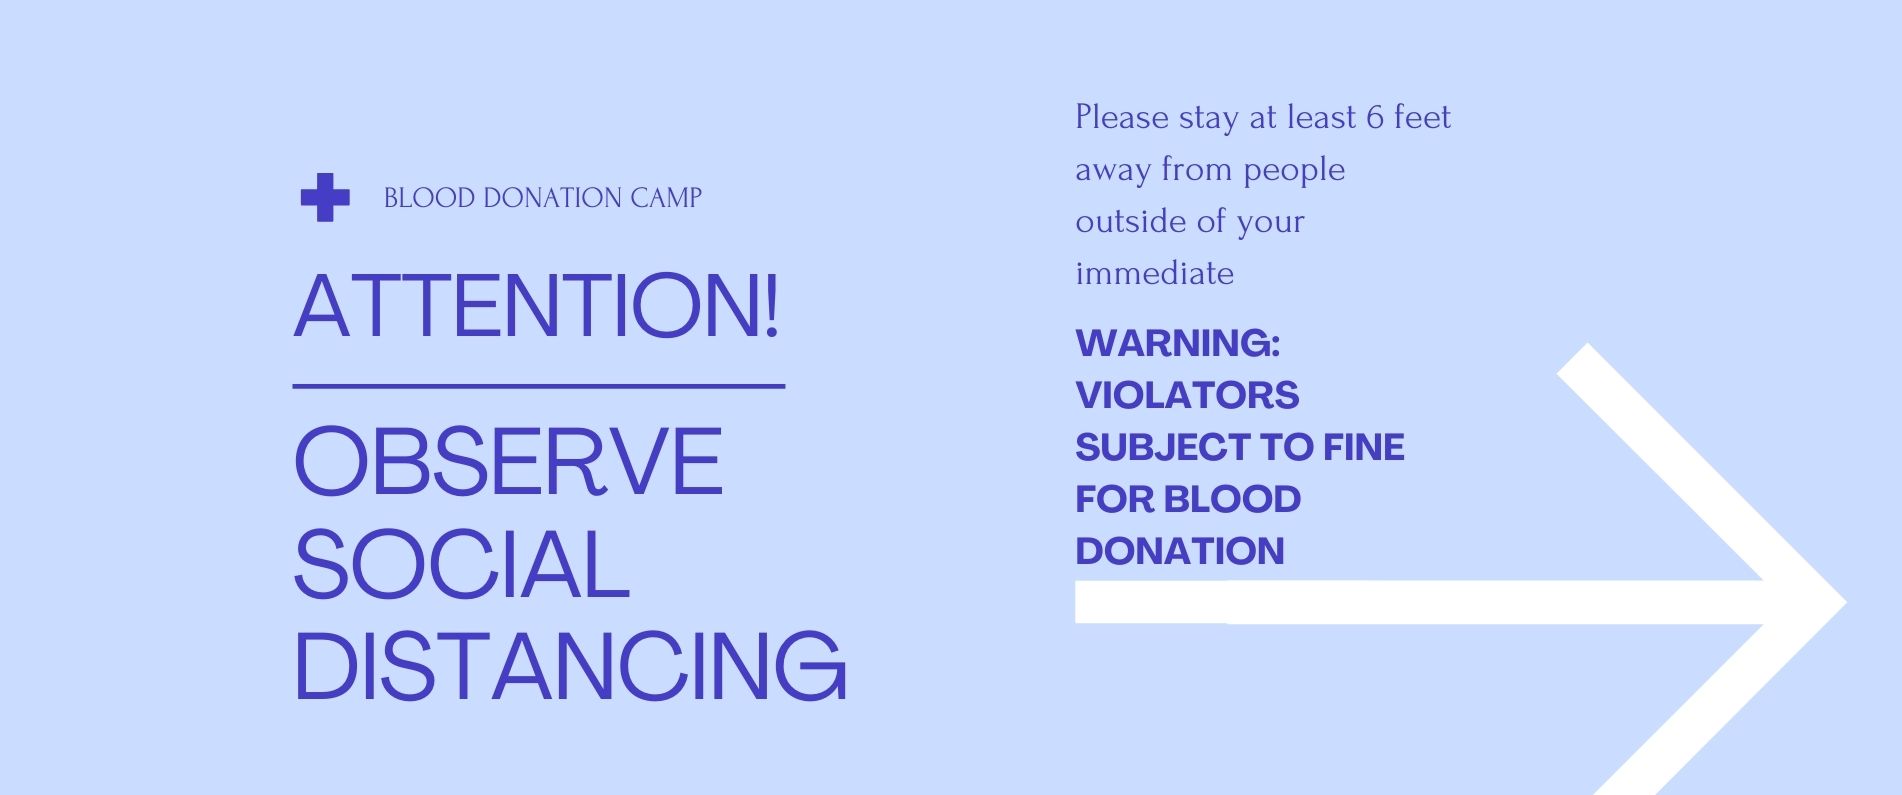 BLOOD DONATION CAMP
ATTENTION!
OBSERVE
SOCIAL
DISTANCING
Please stay at least 6 feet
away from people
outside of your
immediate
WARNING:
VIOLATORS
SUBJECT TO FINE
FOR BLOOD
DONATION